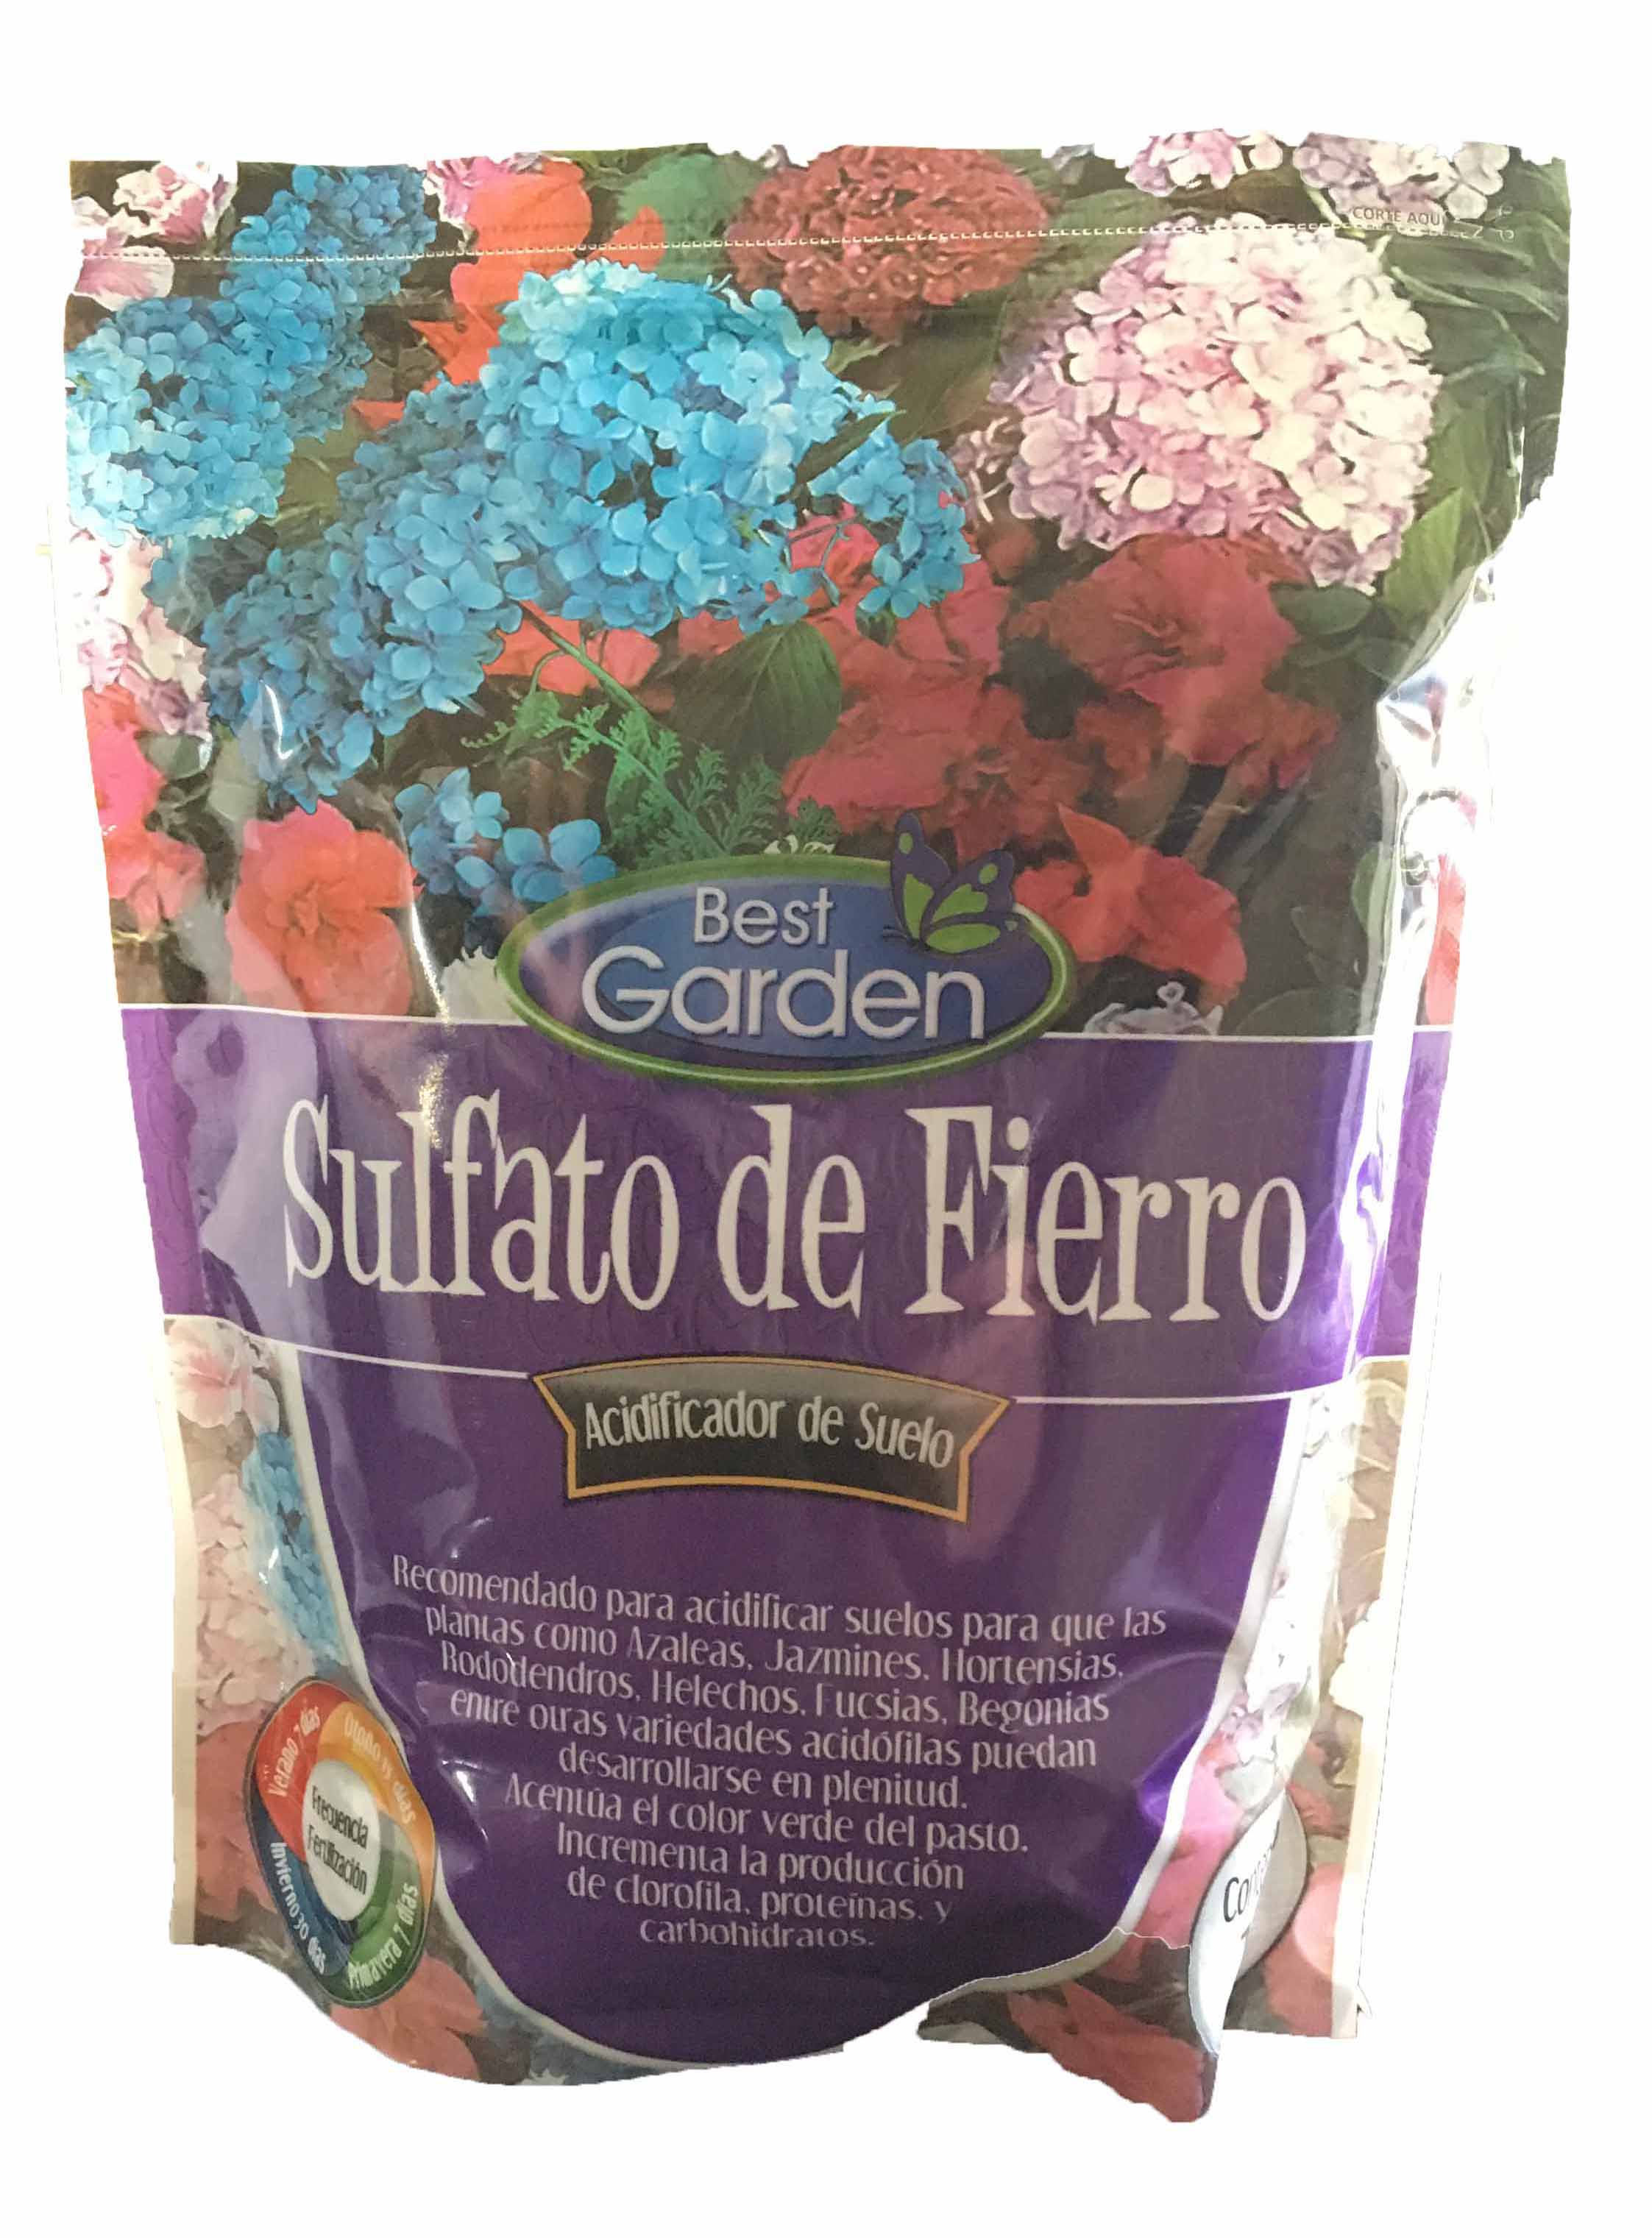 CORTE AQUÍ
Best
Garden
Sulfato de Fierro
Acidificador de Suelo
Recomendado para acidificar suelos para que las
plantas como Azaleas, Jazmines, Hortensias,
Rododendros, Helechos, Fucsias, Begonias
entre otras variedades acidófilas puedan
desarrollarse en plenitud.
Acentúa el color verde del pasto.
Incrementa la producción
de clorofila, proteínas, y
carbohidratos.
Verano 7 días
Otoño 15 días
Frecuencia
Fertilización
Invierno 30 días
Primavera 7 días